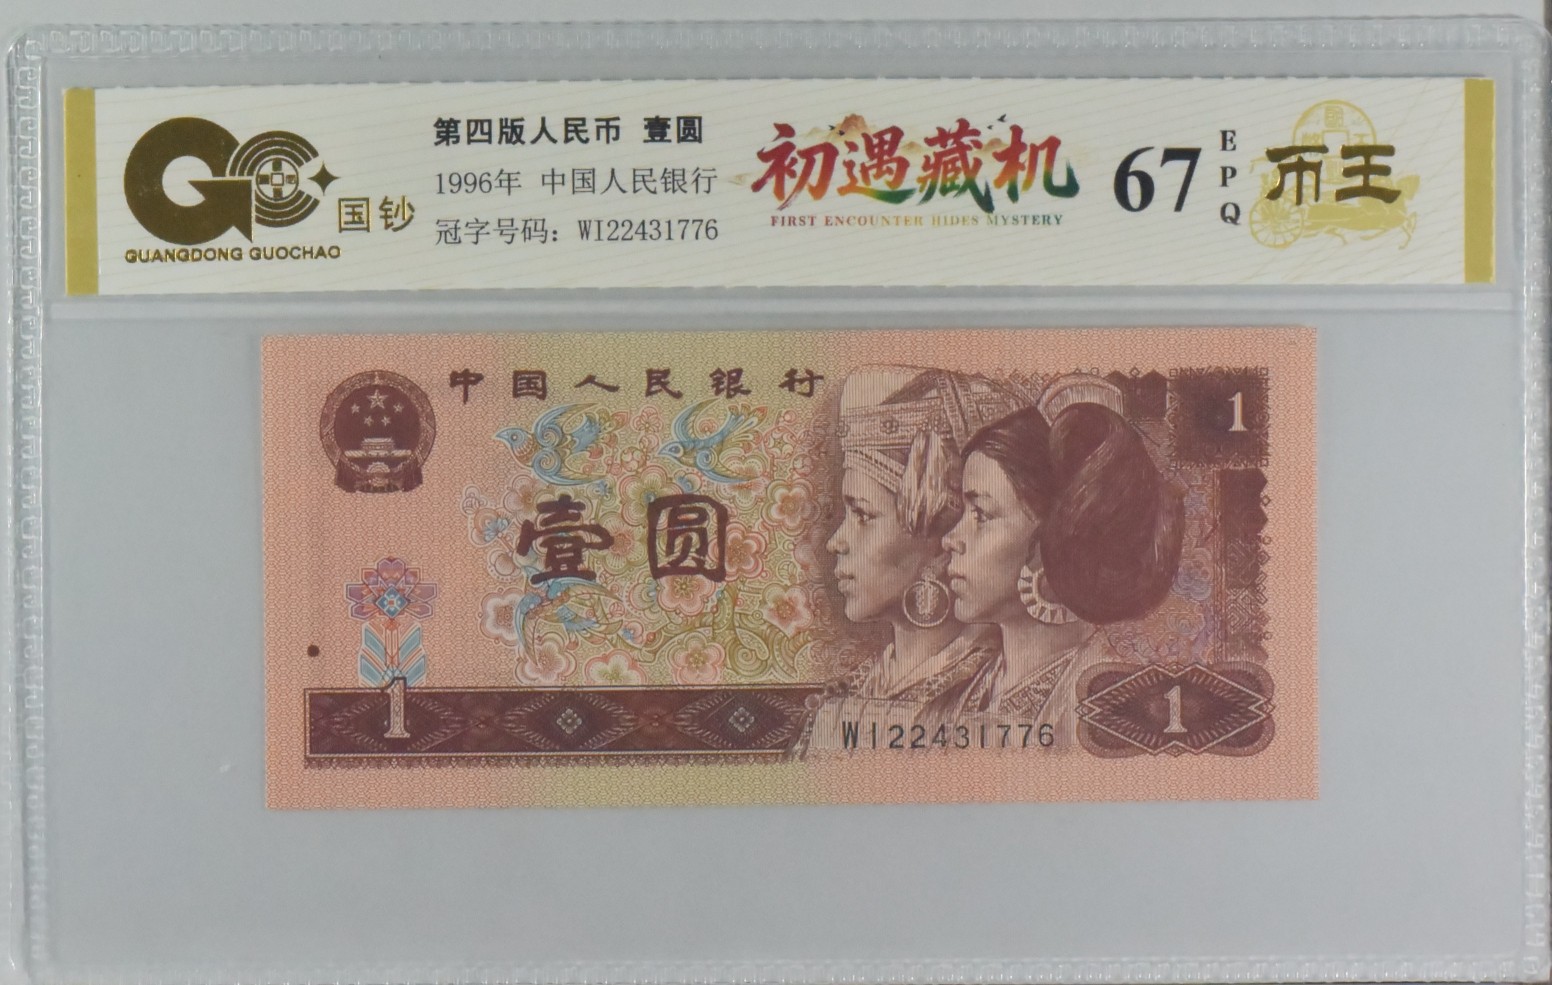 国钞
GUANGDONG GUOCHAO
第四版人民币 壹圆
1996年 中国人民银行
冠字号码：WI22431776
初遇藏机
FIRST ENCOUNTER HIDES MYSTERY
67
EPQ
币王
中国人民银行
1
壹圆
1
WI22431776
1